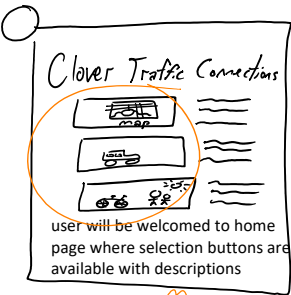 Clover Traffic Connections
map
user will be welcomed to home
page where selection buttons are
available with descriptions